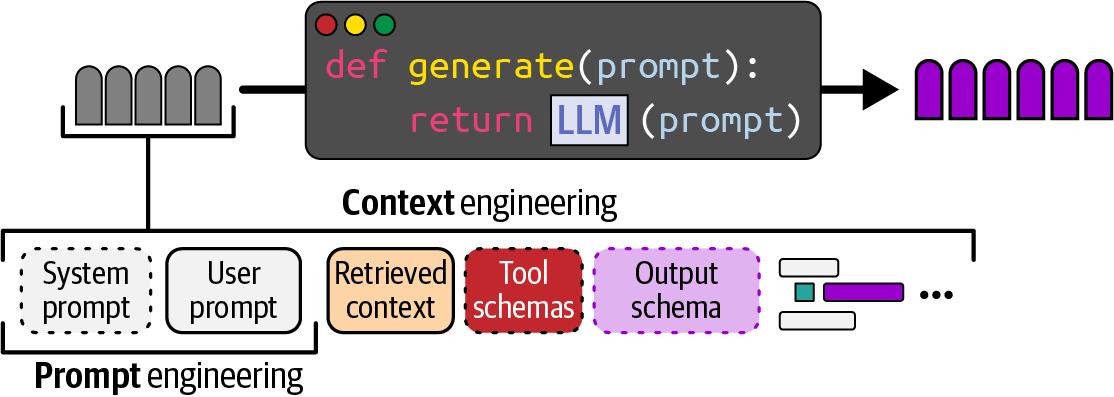 def generate(prompt):
return LLM (prompt)
Context engineering
System
prompt
User
prompt
Retrieved
context
Tool
schemas
Output
schema
...
Prompt engineering